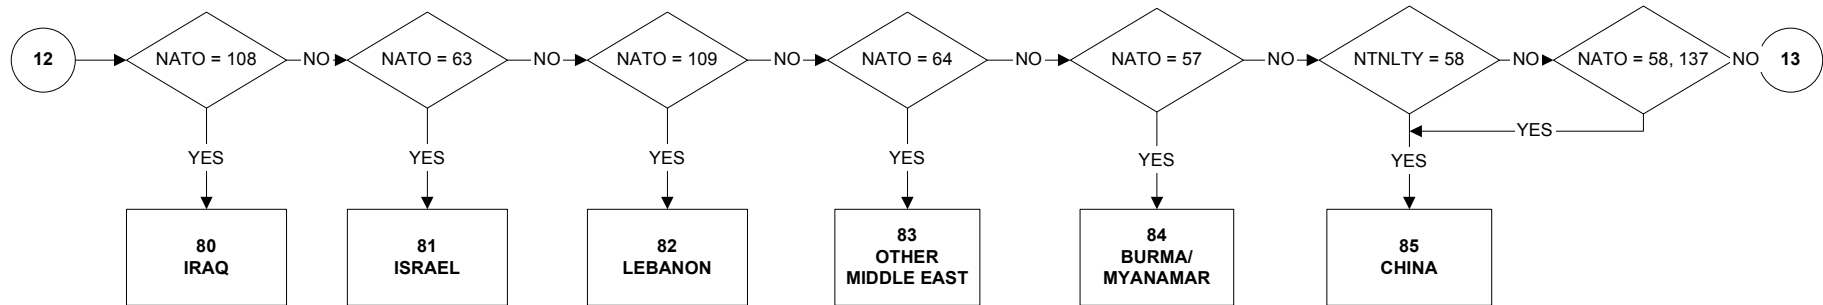 12
NATO = 108
NO
NATO = 63
NO
NATO = 109
NO
NATO = 64
NO
NATO = 57
NO
NTNLTY = 58
NO
NATO = 58, 137
NO
13
YES
YES
YES
YES
YES
YES
YES
80
IRAQ
81
ISRAEL
82
LEBANON
83
OTHER
MIDDLE EAST
84
BURMA/
MYANAMAR
85
CHINA